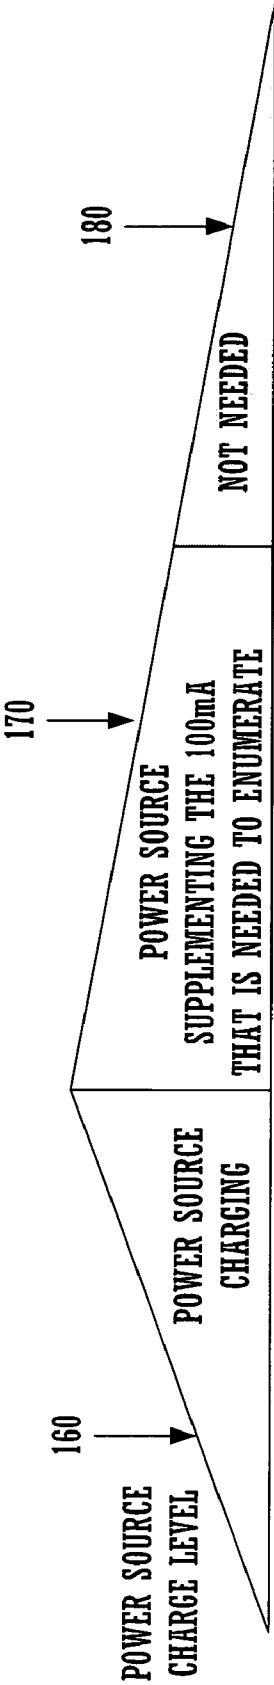 POWER SOURCE
CHARGE LEVEL
160
POWER SOURCE
CHARGING
170
POWER SOURCE
SUPPLEMENTING THE 100mA
THAT IS NEEDED TO ENUMERATE
180
NOT NEEDED